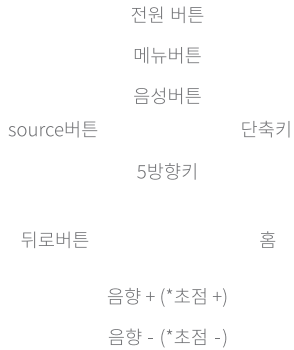 전원 버튼
메뉴버튼
음성버튼
source버튼
단축키
5방향키
뒤로버튼
홈
음향 + (*초점 +)
음향 - (*초점 -)